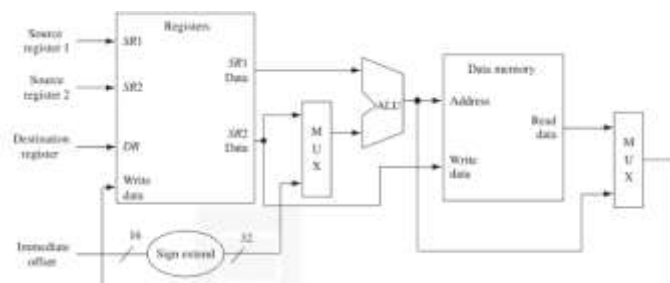 Source
register 1
Source
register 2
Destination
register
Immediate
offset
Registers
SR1
SR2
DR
Write
data
SR1
Data
SR2
Data
16
Sign extend
32
M
U
X
ALU
Data memory
Address
Read
data
Write
data
M
U
X